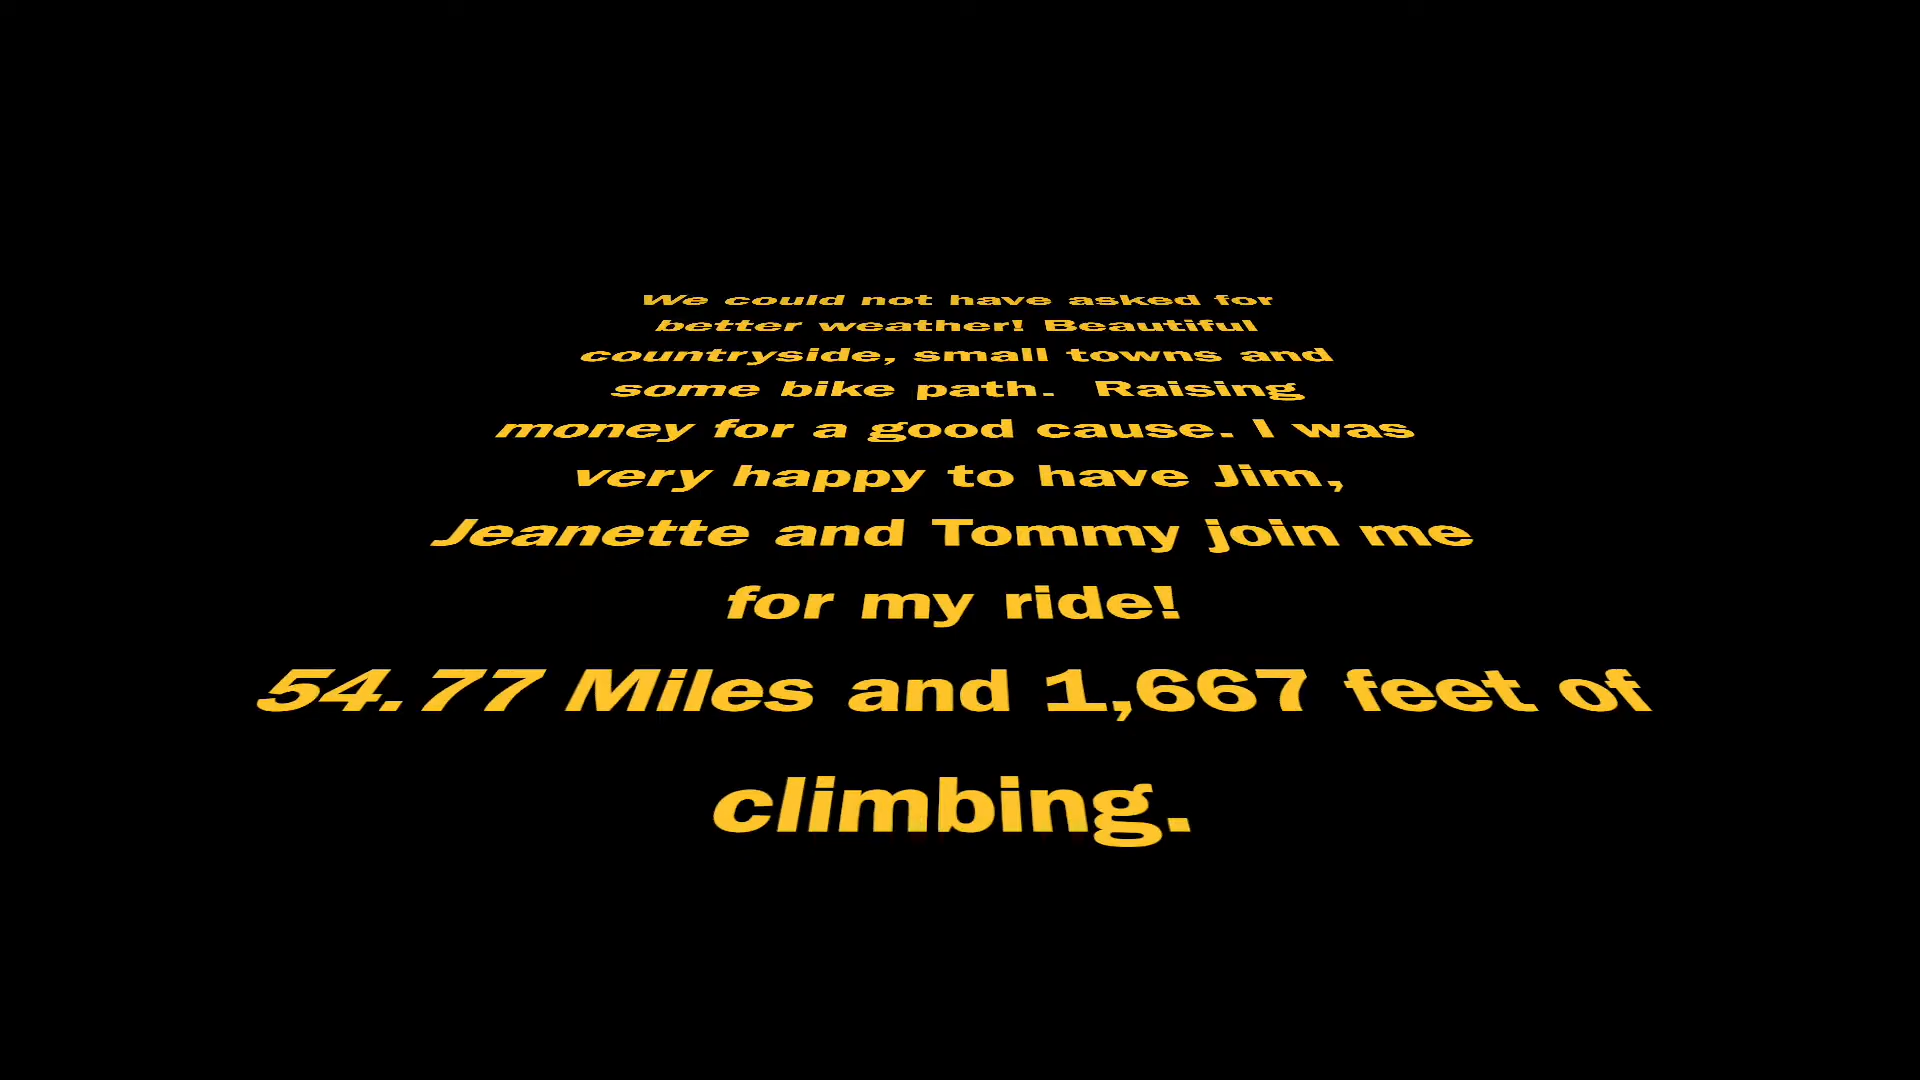 We could not have asked for
better weather! Beautiful
countryside, small towns and
some bike path.  Raising
money for a good cause. I was
very happy to have Jim,
Jeanette and Tommy join me
for my ride!
54.77 Miles and 1,667 feet of
climbing.